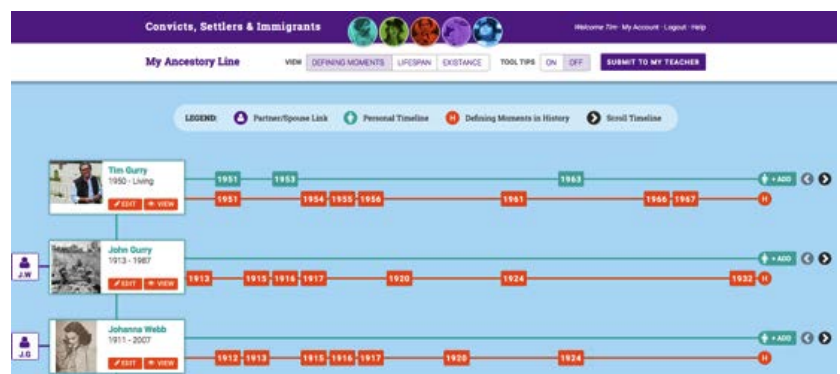 Convicts, Settlers & Immigrants
Welcome Tim · My Account · Logout · Help
My Ancestory Line
VIEW DEFINING MOMENTS LIFESPAN EXISTANCE TOOL TIPS ON OFF SUBMIT TO MY TEACHER
LEGEND: Partner/Spouse Link H Personal Timeline Defining Moments in History Scroll Timeline
Tim Gurry
1950 - Living
EDIT VIEW
1951 1953 1963 + ADD
1951 1954 1955 1956 1961 1966 1967 H
J.W
John Gurry
1913 - 1987
EDIT VIEW
+ ADD
1913 1915 1916 1917 1920 1924 1932 H
J.G
Johanna Webb
1911 - 2007
EDIT VIEW
+ ADD
1912 1913 1915 1916 1917 1920 1924 H